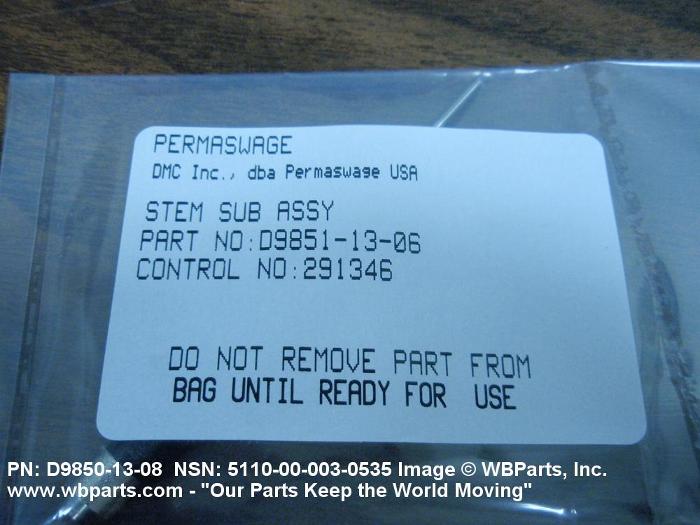 PERMASWAGE
DMC Inc., dba Permaswage USA
STEM SUB ASSY
PART NO:D9851-13-06
CONTROL NO:291346
DO NOT REMOVE PART FROM
BAG UNTIL READY FOR USE
PN: D9850-13-08 NSN: 5110-00-003-0535 Image © WBParts, Inc.
www.wbparts.com - "Our Parts Keep the World Moving"